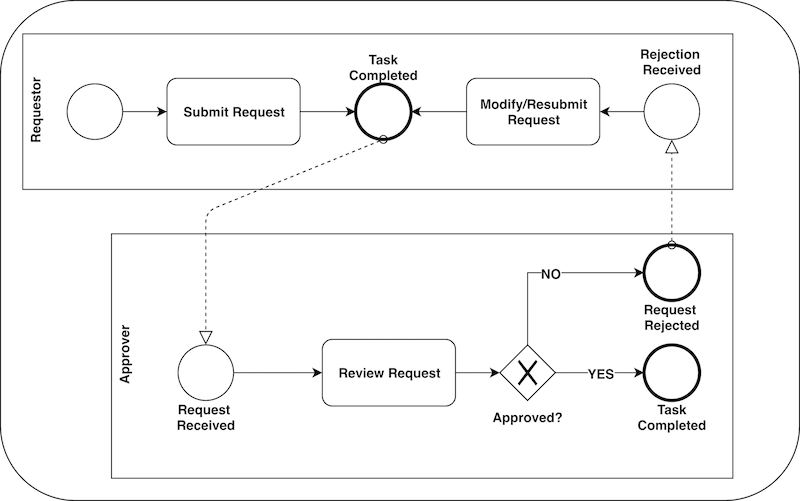 Requestor
Submit Request
Task
Completed
Modify/Resubmit
Request
Rejection
Received
Approver
Request
Received
Review Request
Approved?
NO
Request
Rejected
YES
Task
Completed